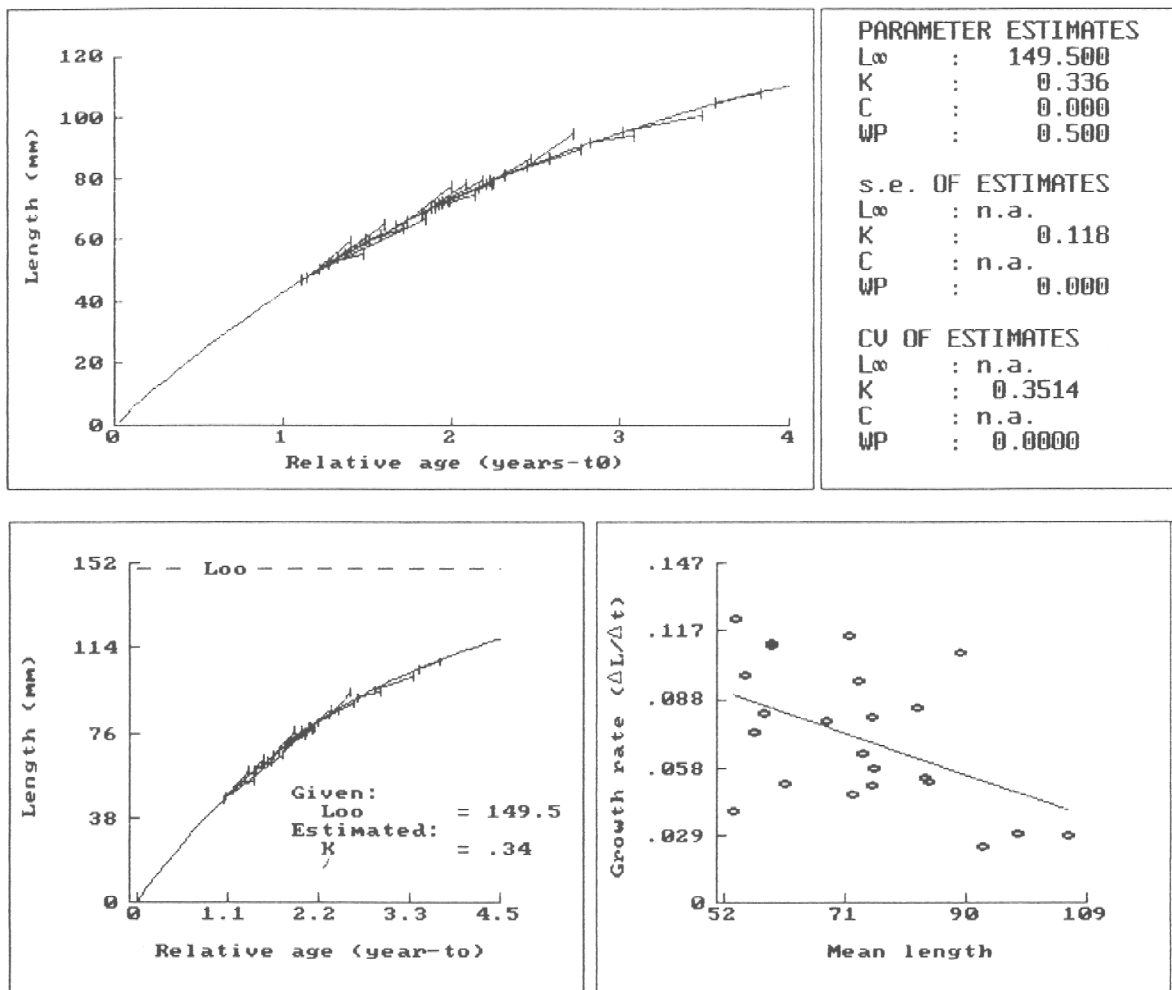 120
100
80
60
40
20
0
Length (mm)
0 1 2 3 4
Relative age (years-t0)
PARAMETER ESTIMATES
L∞ : 149.500
K : 0.336
C : 0.000
WP : 0.500
s.e. OF ESTIMATES
L∞ : n.a.
K : 0.118
C : n.a.
WP : 0.000
CV OF ESTIMATES
L∞ : n.a.
K : 0.3514
C : n.a.
WP : 0.0000
152
114
76
38
0
Length (mm)
Loo
Given:
Loo = 149.5
Estimated:
K = .34
0 1.1 2.2 3.3 4.5
Relative age (year-to)
.147
.117
.088
.058
.029
0
Growth rate (ΔL/Δt)
52 71 90 109
Mean length